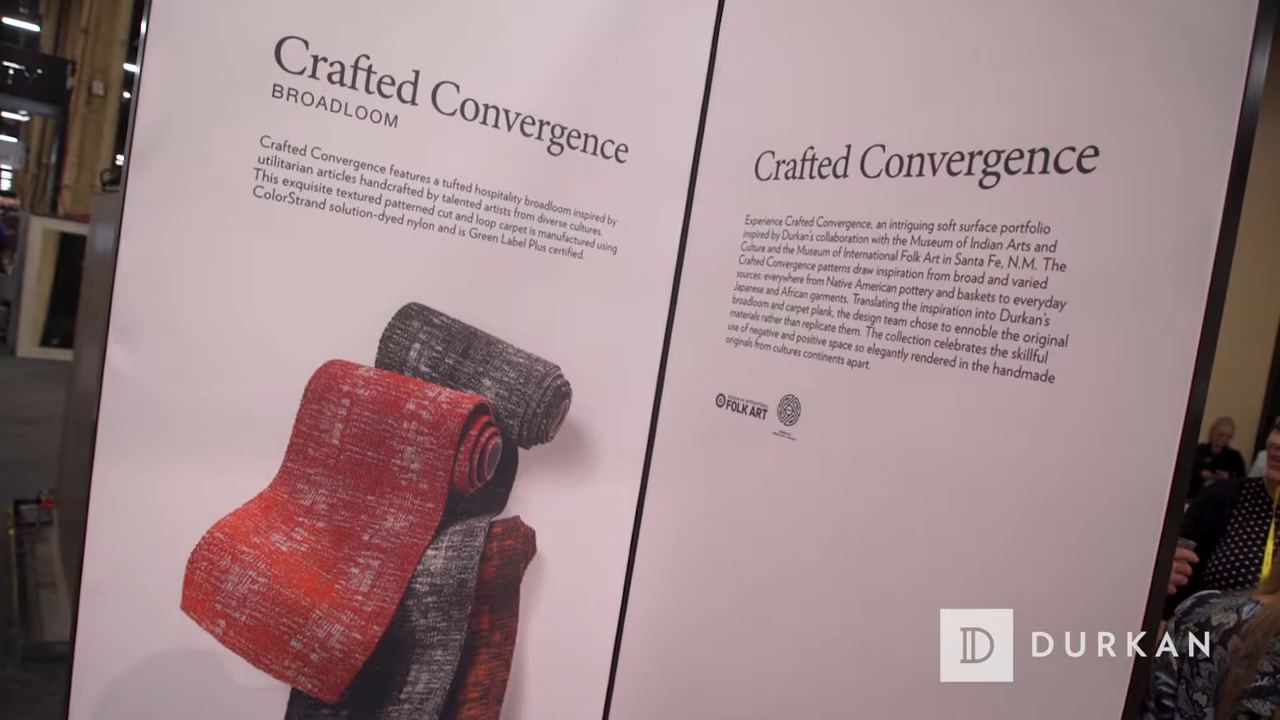 Crafted Convergence
BROADLOOM
Crafted Convergence features a tufted hospitality broadloom inspired by
utilitarian articles handcrafted by talented artists from diverse cultures.
This exquisite textured patterned cut and loop carpet is manufactured using
ColorStrand solution-dyed nylon and is Green Label Plus certified.
Crafted Convergence
Experience Crafted Convergence, an intriguing soft surface portfolio
inspired by Durkan's collaboration with the Museum of Indian Arts and
Culture and the Museum of International Folk Art in Santa Fe, N.M. The
Crafted Convergence patterns draw inspiration from broad and varied
sources: everywhere from Native American pottery and baskets to everyday
Japanese and African garments. Translating the inspiration into Durkan's
broadloom and carpet plank, the design team chose to ennoble the original
materials rather than replicate them. The collection celebrates the skillful
use of negative and positive space so elegantly rendered in the handmade
originals from cultures continents apart.
FOLK ART
D DURKAN